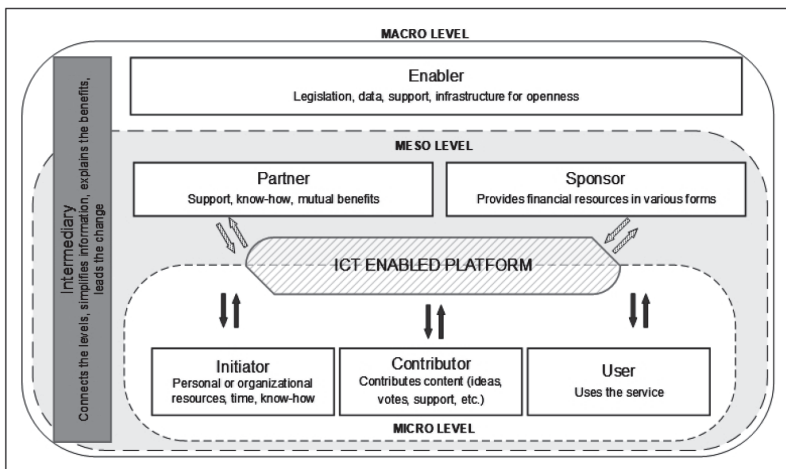 MACRO LEVEL
Enabler
Legislation, data, support, infrastructure for openness
Intermediary
Connects the levels, simplifies information, explains the benefits,
leads the change
MESO LEVEL
Partner
Support, know-how, mutual benefits
Sponsor
Provides financial resources in various forms
ICT ENABLED PLATFORM
Initiator
Personal or organizational
resources, time, know-how
Contributor
Contributes content (ideas,
votes, support, etc.)
User
Uses the service
MICRO LEVEL